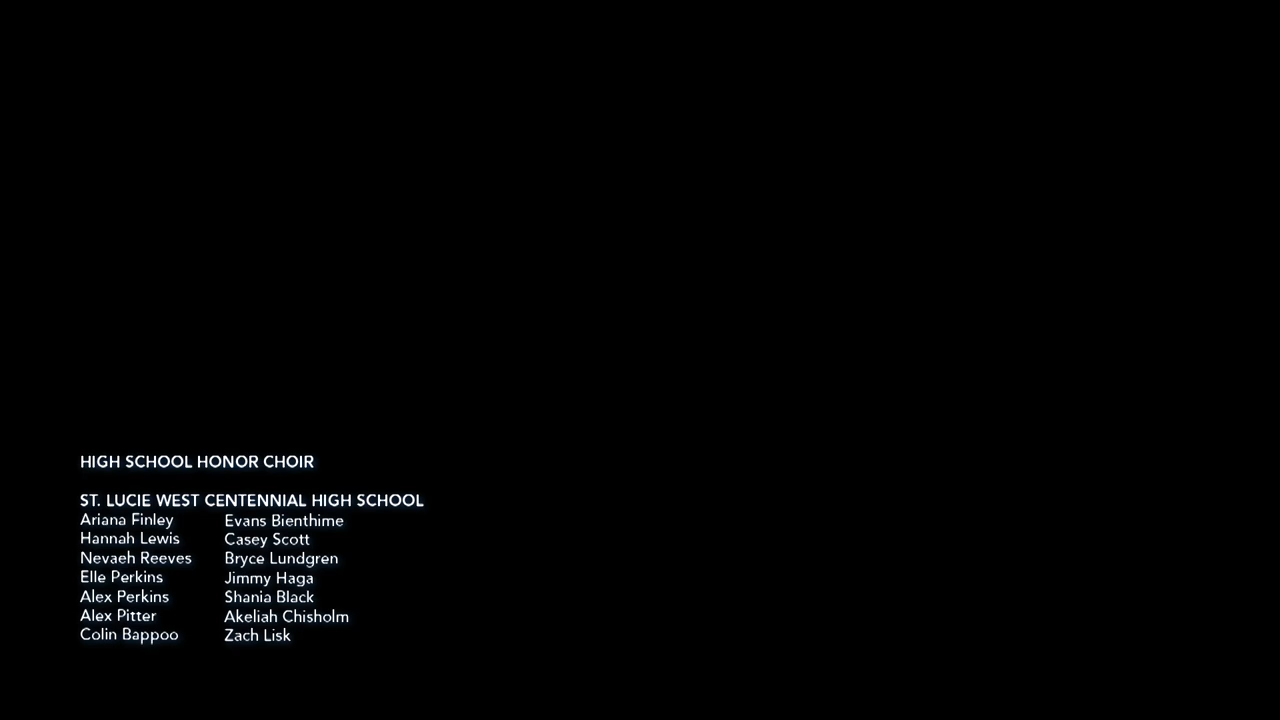 HIGH SCHOOL HONOR CHOIR
ST. LUCIE WEST CENTENNIAL HIGH SCHOOL
Ariana Finley Evans Bienthime
Hannah Lewis Casey Scott
Nevaeh Reeves Bryce Lundgren
Elle Perkins Jimmy Haga
Alex Perkins Shania Black
Alex Pitter Akeliah Chisholm
Colin Bappoo Zach Lisk